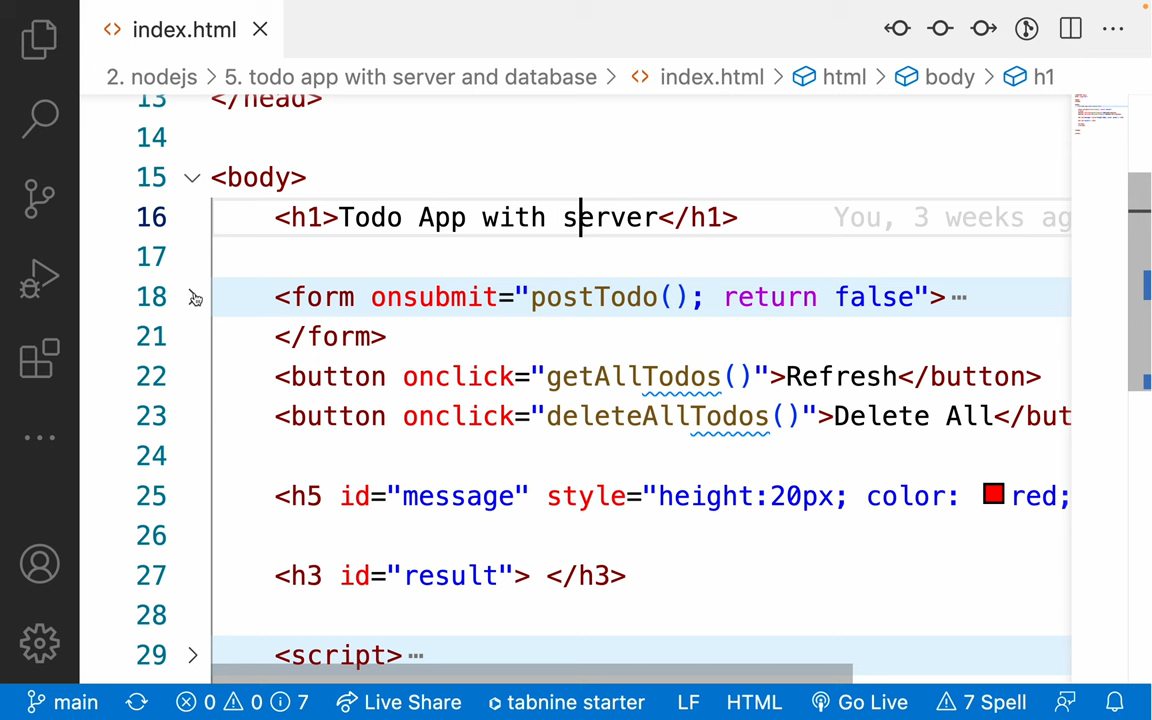 index.html
2. nodejs > 5. todo app with server and database > index.html > html > body > h1
13 </head>
14
15 <body>
16 <h1>Todo App with server</h1> You, 3 weeks ag
17
18 <form onsubmit="postTodo(); return false">
21 </form>
22 <button onclick="getAllTodos()">Refresh</button>
23 <button onclick="deleteAllTodos()">Delete All</but
24
25 <h5 id="message" style="height:20px; color: red;
26
27 <h3 id="result"> </h3>
28
29 <script>
main 0 0 7 Live Share tabnine starter LF HTML Go Live 7 Spell